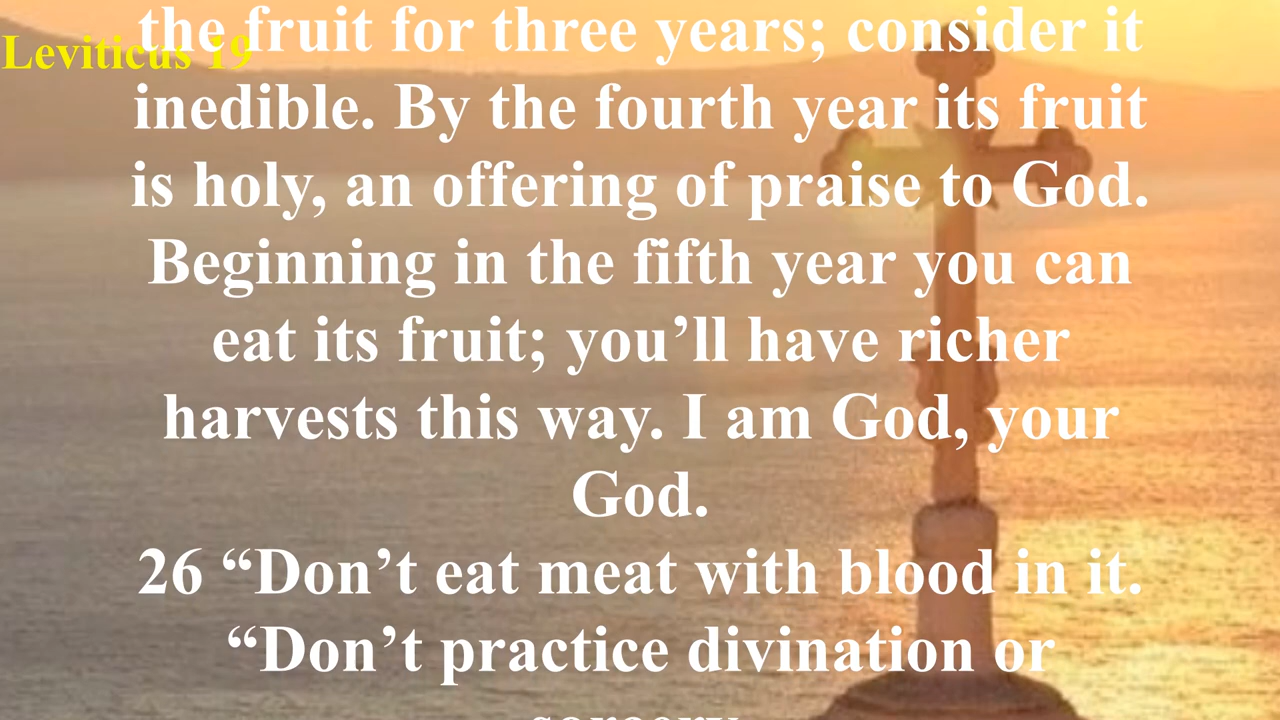 Leviticus 19
the fruit for three years; consider it
inedible. By the fourth year its fruit
is holy, an offering of praise to God.
Beginning in the fifth year you can
eat its fruit; you’ll have richer
harvests this way. I am God, your
God.
26 “Don’t eat meat with blood in it.
“Don’t practice divination or